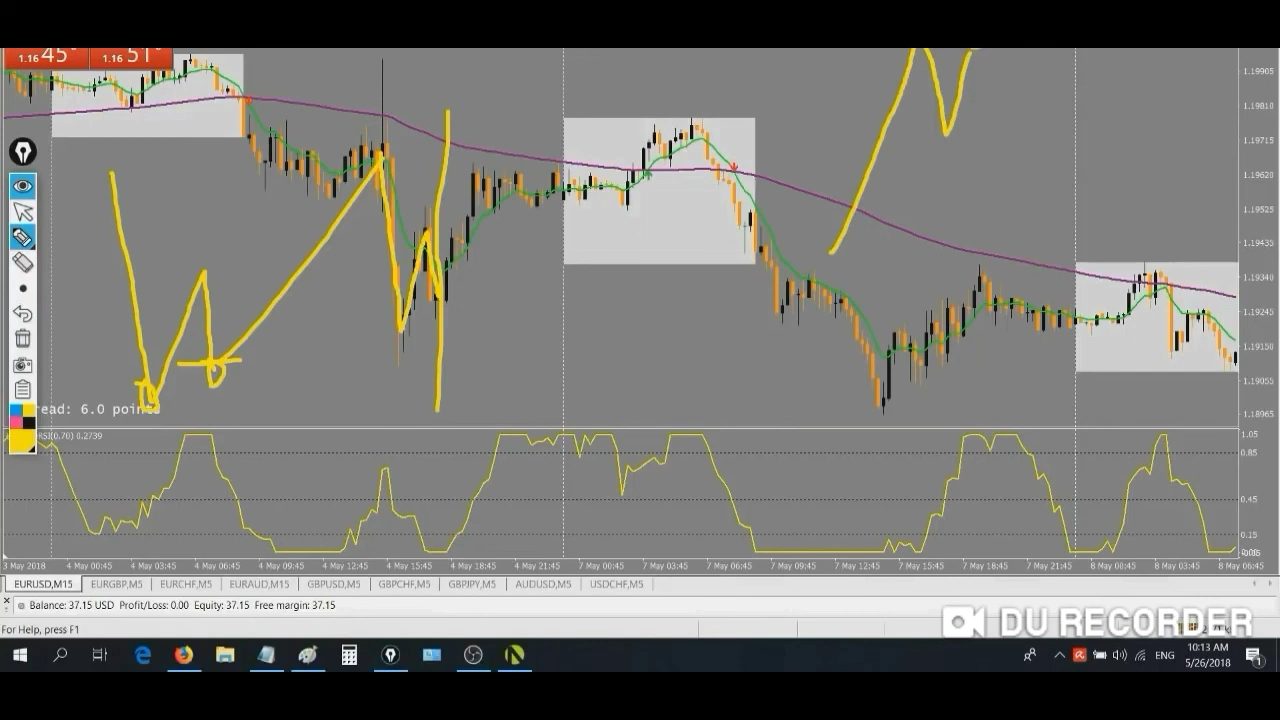 1.16 45 1.16 51
1.19905
1.19810
1.19715
1.19620
1.19525
1.19435
1.19340
1.19245
1.19150
1.19055
1.18965
read: 6.0 points
RSI(0.70) 0.2739
1.05
0.85
0.45
0.15
3 May 2018 4 May 00:45 4 May 03:45 4 May 06:45 4 May 09:45 4 May 12:45 4 May 15:45 4 May 18:45 4 May 21:45 7 May 00:45 7 May 03:45 7 May 06:45 7 May 09:45 7 May 12:45 7 May 15:45 7 May 18:45 7 May 21:45 8 May 00:45 8 May 03:45 8 May 06:45
EURUSD,M15 EURGBP,M5 EURCHF,M5 EURAUD,M15 GBPUSD,M5 GBPCHF,M5 GBPJPY,M5 AUDUSD,M5 USDCHF,M5
Balance: 37.15 USD Profit/Loss: 0.00 Equity: 37.15 Free margin: 37.15
DU RECORDER
For Help, press F1
ENG
10:13 AM
5/26/2018
1